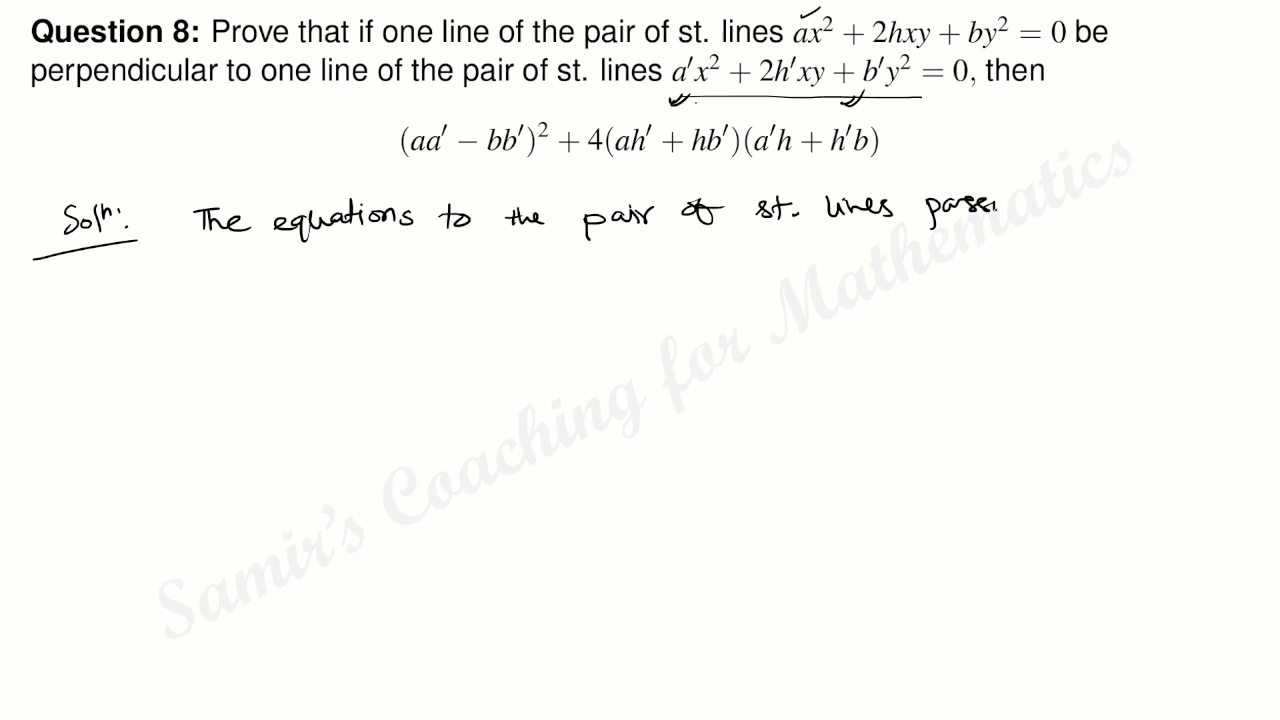 Question 8: Prove that if one line of the pair of st. lines ax² + 2hxy + by² = 0 be
perpendicular to one line of the pair of st. lines a′x² + 2h′xy + b′y² = 0, then
(aa′ − bb′)² + 4(ah′ + hb′)(a′h + h′b)
Soln: The equations to the pair of st. lines passi
Samir's Coaching for Mathematics